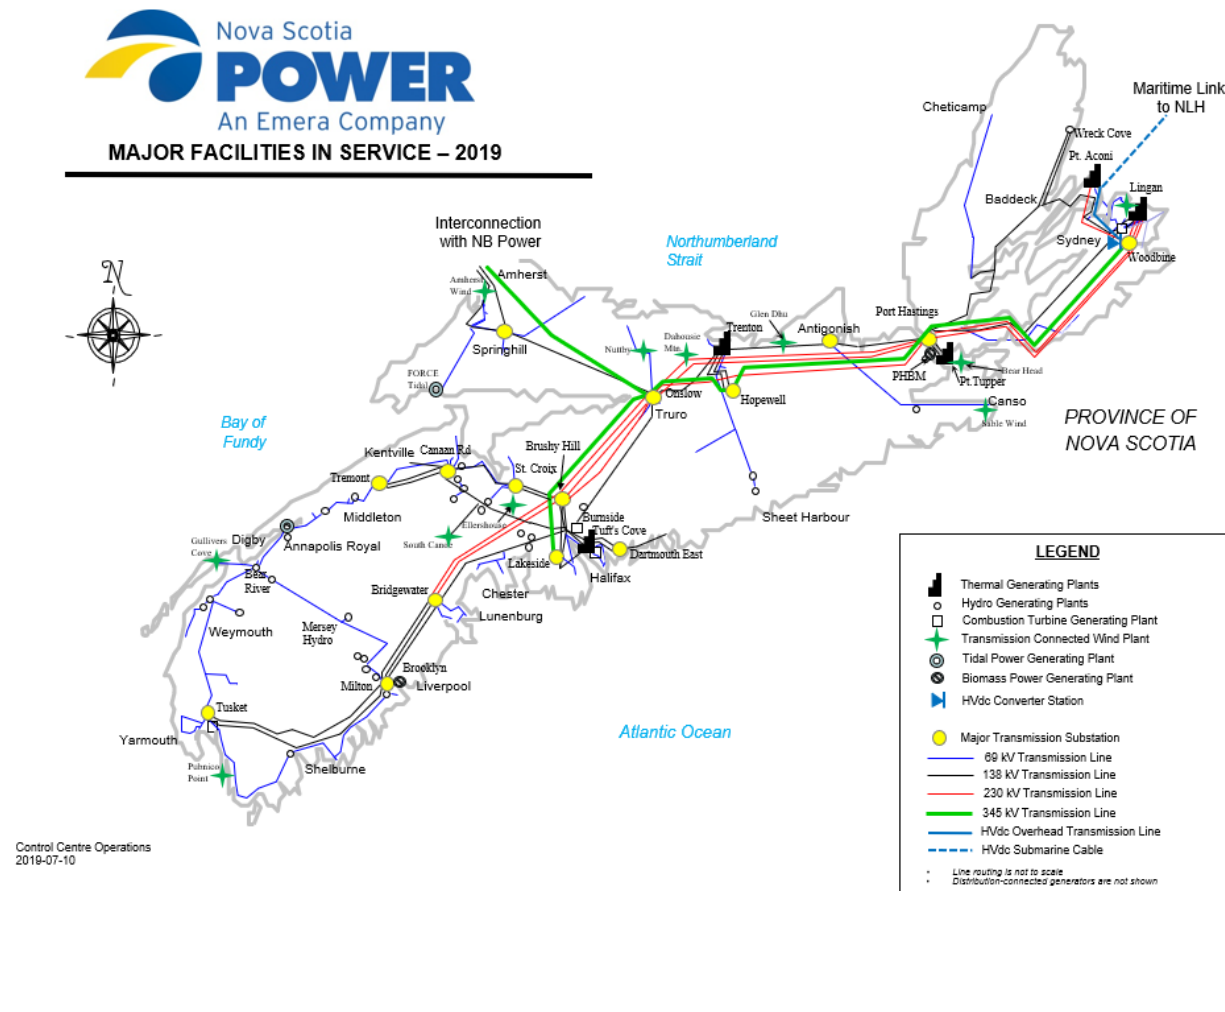 Nova Scotia
POWER
An Emera Company
MAJOR FACILITIES IN SERVICE – 2019
N
Maritime Link
to NLH
Cheticamp
Wreck Cove
Pt. Aconi
Lingan
Baddeck
Sydney
Woodbine
Interconnection
with NB Power
Northumberland
Strait
Amherst
Amherst
Wind
Springhill
FORCE
Tidal
Nuttby
Dalhousie
Mtn.
Trenton
Glen Dhu
Antigonish
Port Hastings
PHBM
Pt.Tupper
Bear Head
Canso
Sable Wind
Onslow
Truro
Hopewell
PROVINCE OF
NOVA SCOTIA
Bay of
Fundy
Kentville
Canaan Rd
Brushy Hill
St. Croix
Tremont
Middleton
Ellershouse
Burnside
Tuft's Cove
Sheet Harbour
Digby
Annapolis Royal
South Canoe
Lakeside
Dartmouth East
Halifax
Gullivers
Cove
Bear
River
Bridgewater
Chester
Lunenburg
Weymouth
Mersey
Hydro
Brooklyn
Milton
Liverpool
Tusket
Yarmouth
Pubnico
Point
Shelburne
Atlantic Ocean
Control Centre Operations
2019-07-10
LEGEND
Thermal Generating Plants
Hydro Generating Plants
Combustion Turbine Generating Plant
Transmission Connected Wind Plant
Tidal Power Generating Plant
Biomass Power Generating Plant
HVdc Converter Station
Major Transmission Substation
69 kV Transmission Line
138 kV Transmission Line
230 kV Transmission Line
345 kV Transmission Line
HVdc Overhead Transmission Line
HVdc Submarine Cable
Line routing is not to scale
Distribution-connected generators are not shown